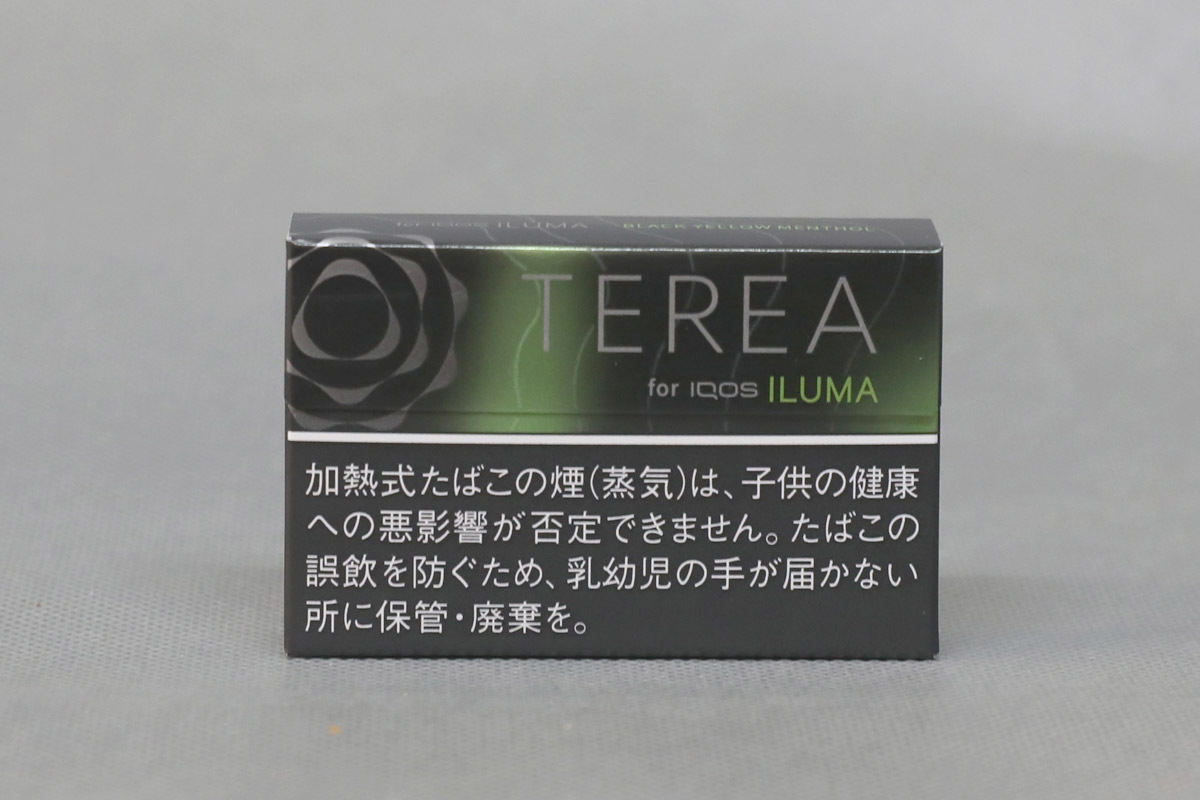 for IQOS ILUMA BLACK YELLOW MENTHOL
TEREA
for IQOS ILUMA
加熱式たばこの煙(蒸気)は、子供の健康
への悪影響が否定できません。たばこの
誤飲を防ぐため、乳幼児の手が届かない
所に保管・廃棄を。